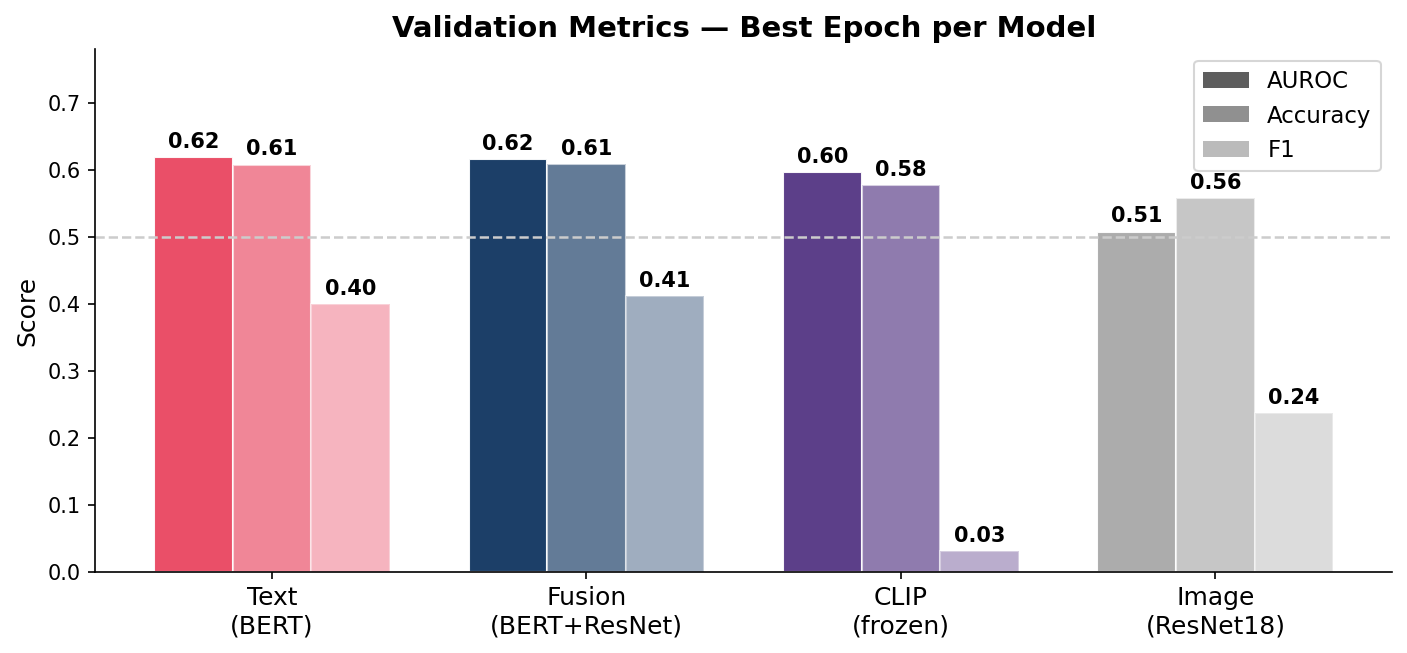 Validation Metrics — Best Epoch per Model
AUROC
Accuracy
F1
Score
0.7
0.6
0.5
0.4
0.3
0.2
0.1
0.0
0.62
0.61
0.40
0.62
0.61
0.41
0.60
0.58
0.03
0.51
0.56
0.24
Text
(BERT)
Fusion
(BERT+ResNet)
CLIP
(frozen)
Image
(ResNet18)